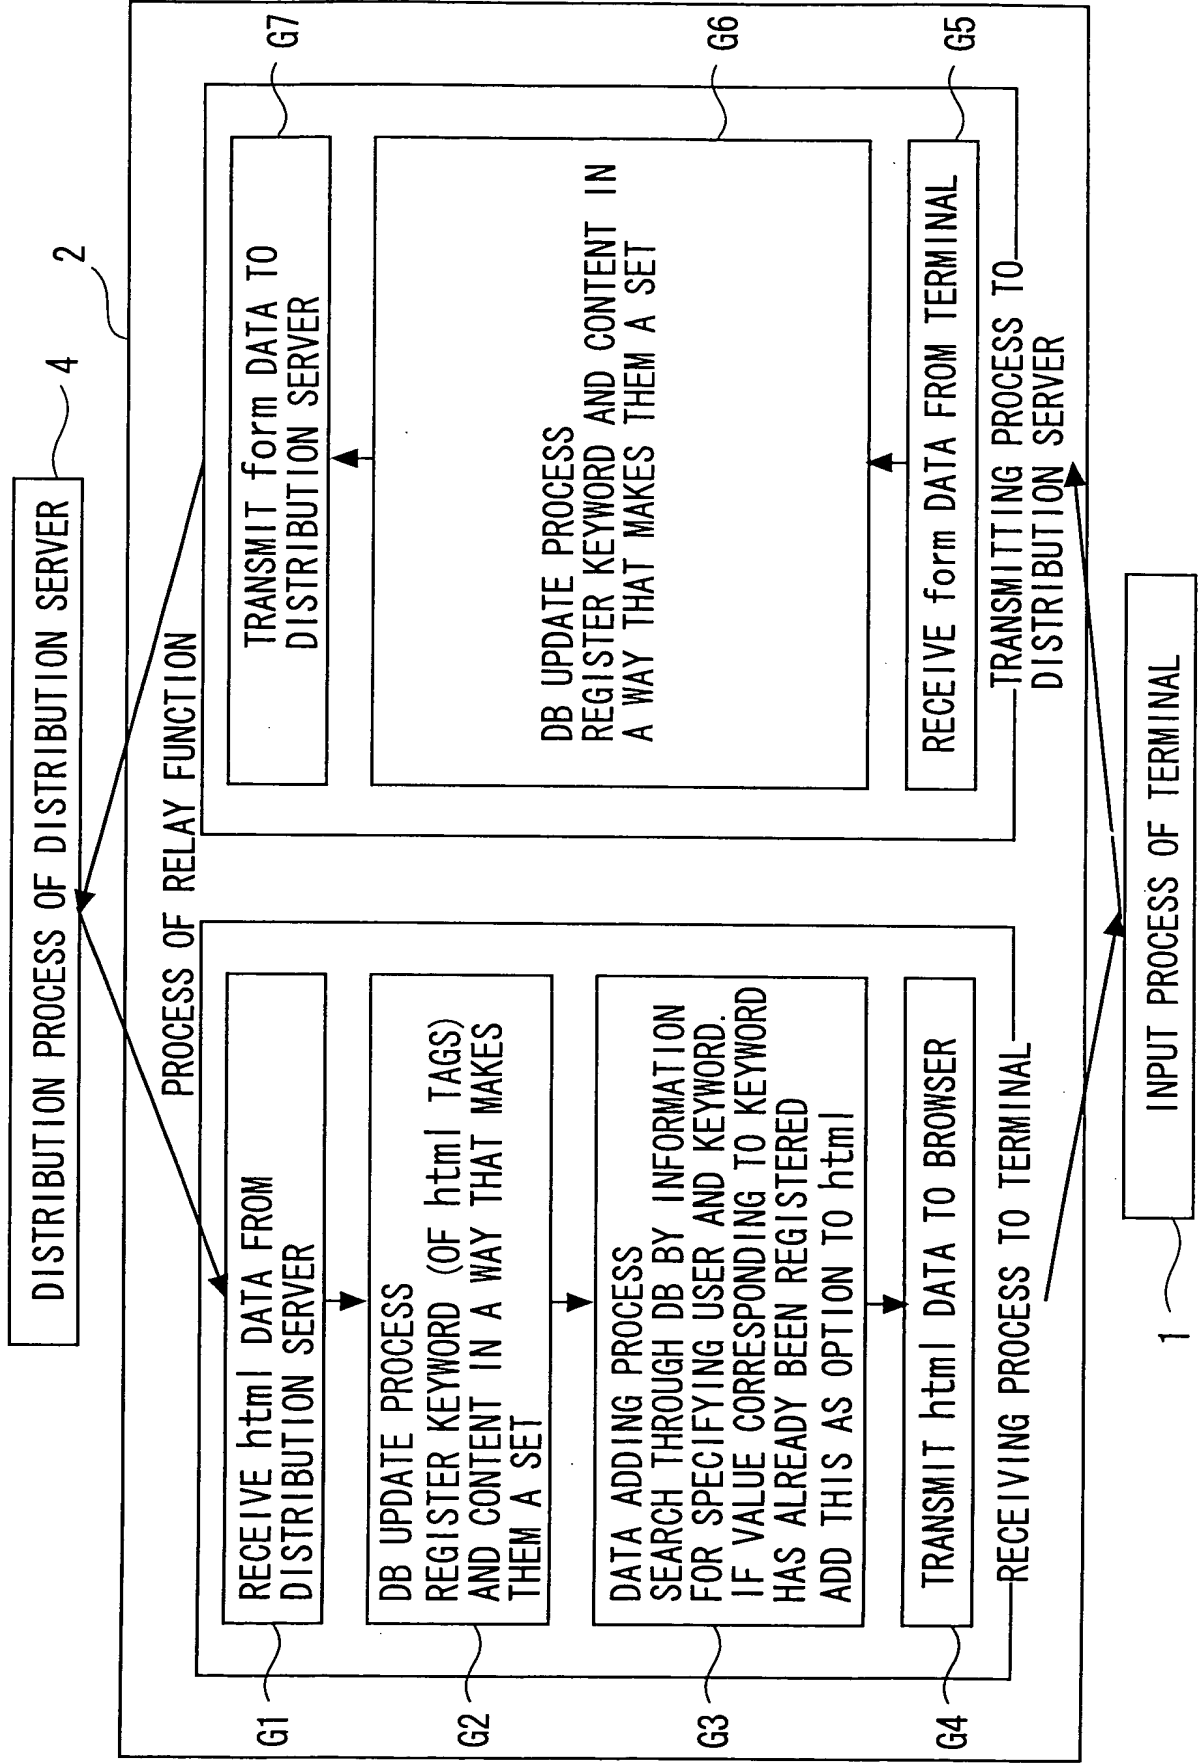 DISTRIBUTION PROCESS OF DISTRIBUTION SERVER
4
2
PROCESS OF RELAY FUNCTION
G1
RECEIVE html DATA FROM
DISTRIBUTION SERVER
G2
DB UPDATE PROCESS
REGISTER KEYWORD (OF html TAGS)
AND CONTENT IN A WAY THAT MAKES
THEM A SET
G3
DATA ADDING PROCESS
SEARCH THROUGH DB BY INFORMATION
FOR SPECIFYING USER AND KEYWORD.
IF VALUE CORRESPONDING TO KEYWORD
HAS ALREADY BEEN REGISTERED
ADD THIS AS OPTION TO html
G4
TRANSMIT html DATA TO BROWSER
RECEIVING PROCESS TO TERMINAL
TRANSMIT form DATA TO
DISTRIBUTION SERVER
G7
DB UPDATE PROCESS
REGISTER KEYWORD AND CONTENT IN
A WAY THAT MAKES THEM A SET
G6
RECEIVE form DATA FROM TERMINAL
G5
TRANSMITTING PROCESS TO
DISTRIBUTION SERVER
1
INPUT PROCESS OF TERMINAL